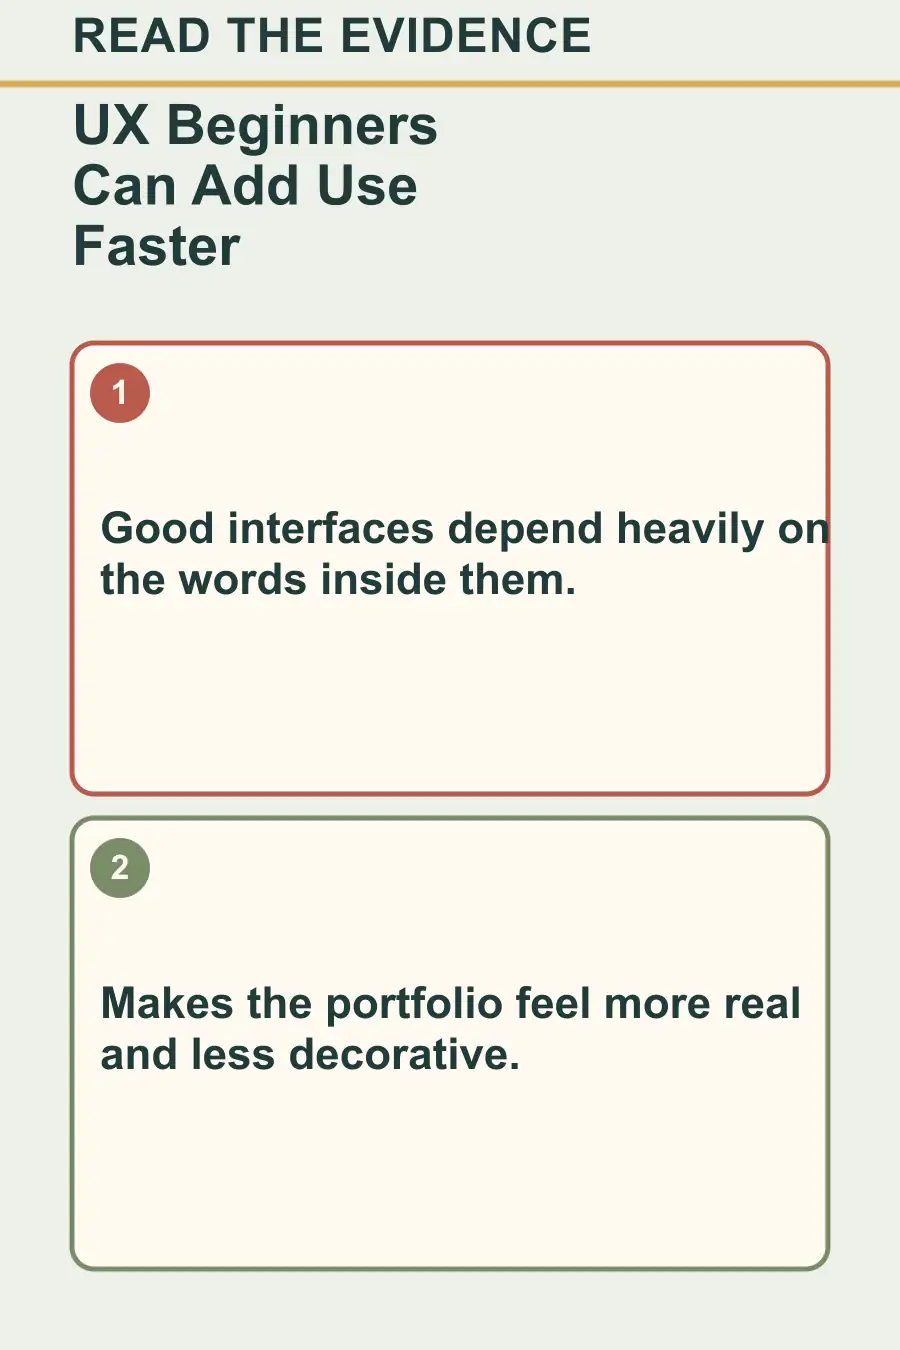 READ THE EVIDENCE
UX Beginners
Can Add Use
Faster
1
Good interfaces depend heavily on
the words inside them.
2
Makes the portfolio feel more real
and less decorative.